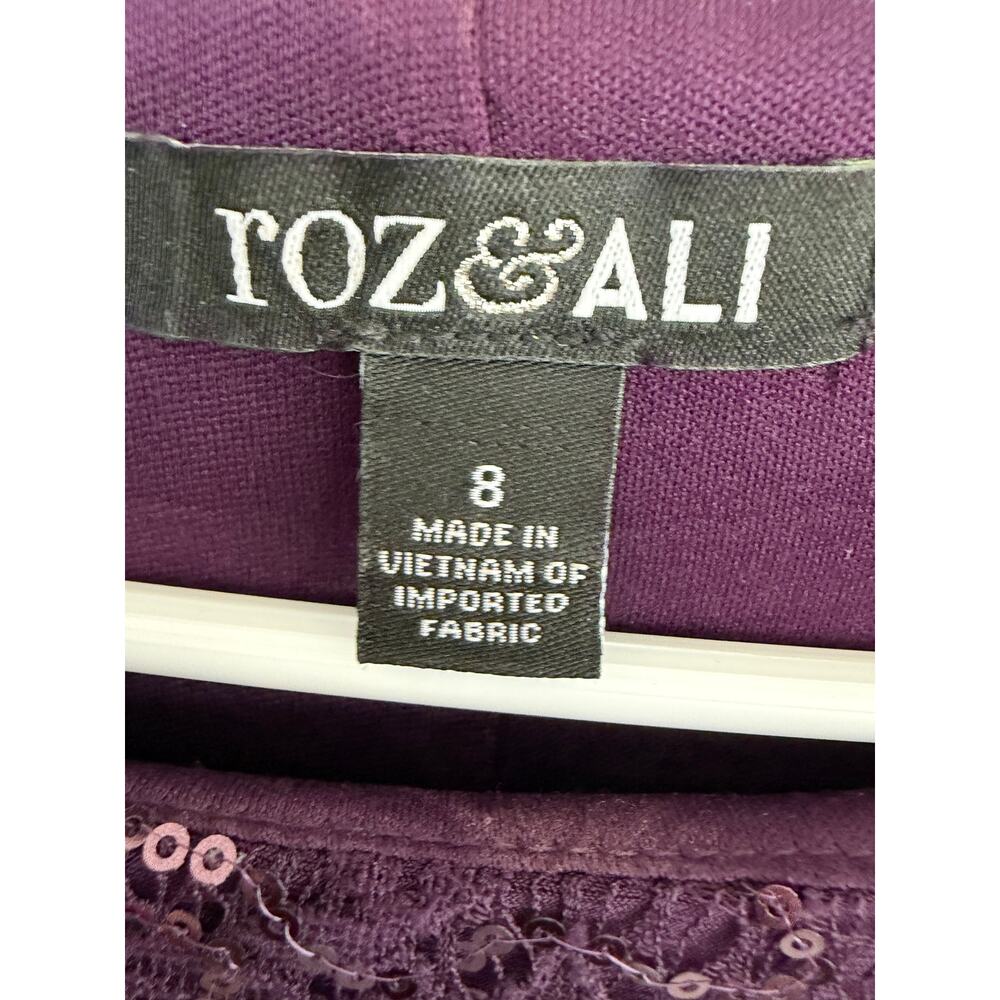 roz&ALI
8
MADE IN
VIETNAM OF
IMPORTED
FABRIC